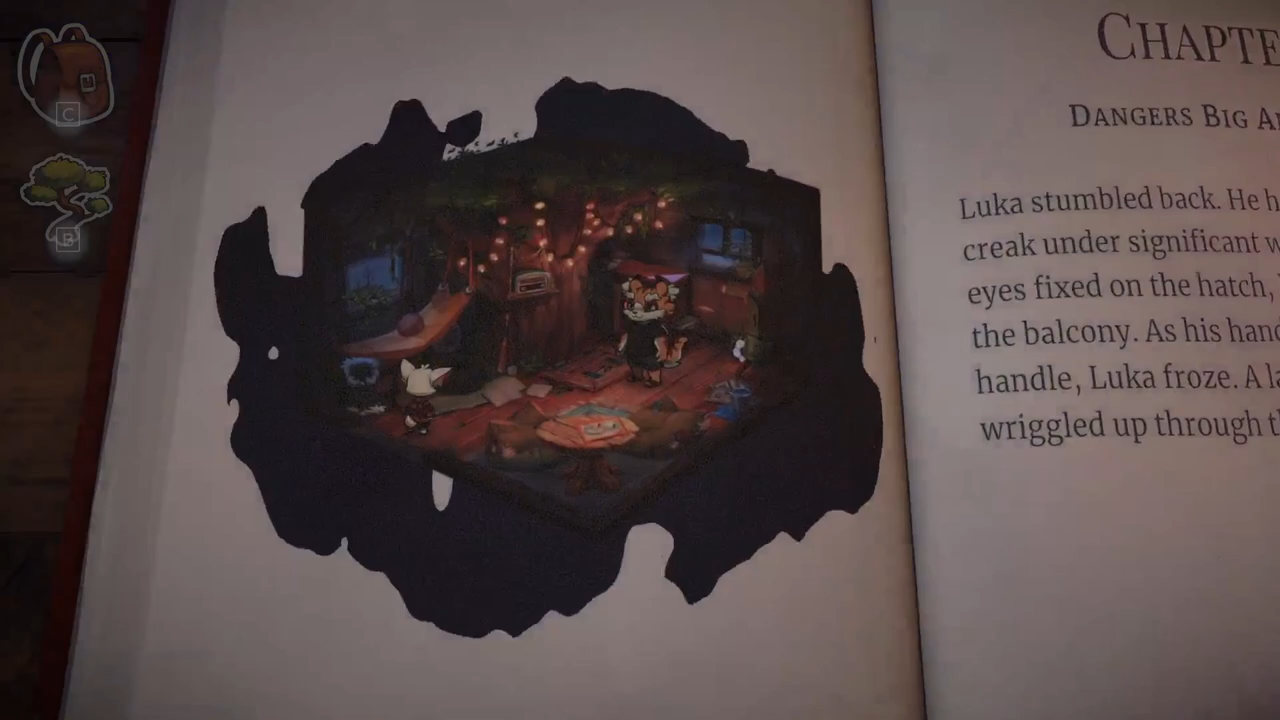 C
B
CHAPTE
DANGERS BIG A
Luka stumbled back. He h
creak under significant w
eyes fixed on the hatch,
the balcony. As his hand
handle, Luka froze. A la
wriggled up through t